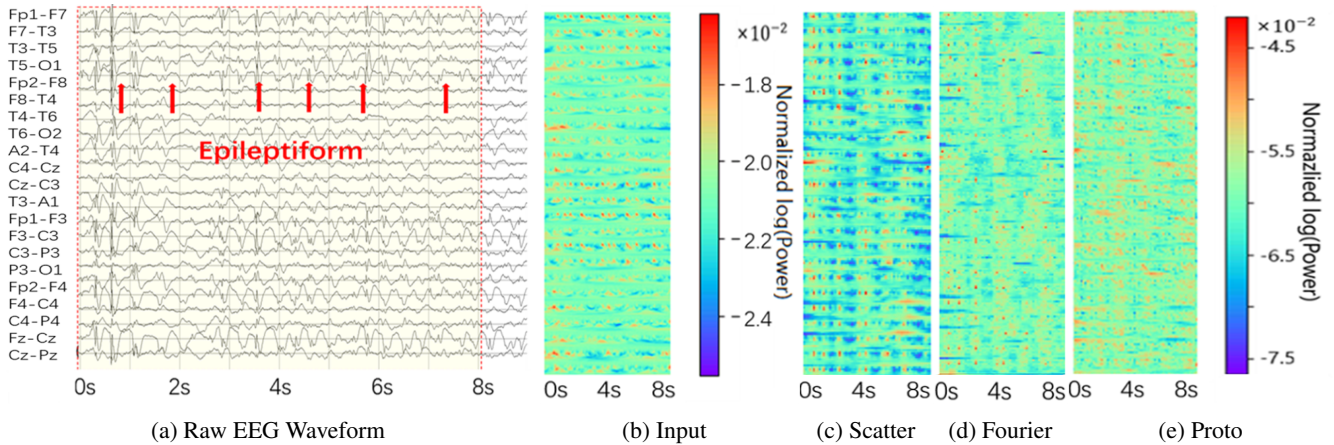 Fp1-F7
F7-T3
T3-T5
T5-O1
Fp2-F8
F8-T4
T4-T6
T6-O2
A2-T4
C4-Cz
Cz-C3
T3-A1
Fp1-F3
F3-C3
C3-P3
P3-O1
Fp2-F4
F4-C4
C4-P4
Fz-Cz
Cz-Pz
Epileptiform
0s 2s 4s 6s 8s
(a) Raw EEG Waveform
0s 4s 8s
(b) Input
×10⁻²
−1.8
−2.0
−2.2
−2.4
Normalized log(Power)
0s 4s 8s
(c) Scatter
0s 4s 8s
(d) Fourier
0s 4s 8s
(e) Proto
×10⁻²
-4.5
-5.5
-6.5
-7.5
Normazlied log(Power)